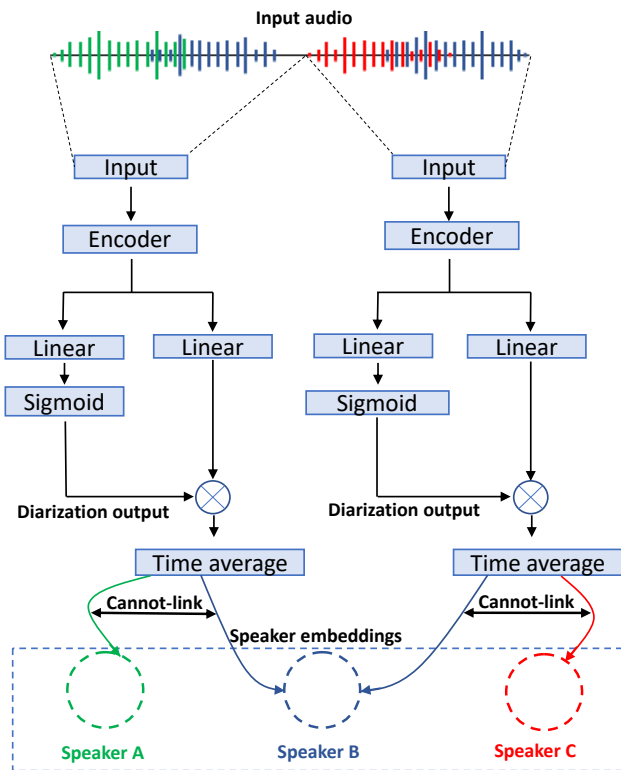 Input audio
Input Input
Encoder Encoder
Linear Linear Linear Linear
Sigmoid Sigmoid
Diarization output Diarization output
Time average Time average
Cannot-link Cannot-link
Speaker embeddings
Speaker A Speaker B Speaker C